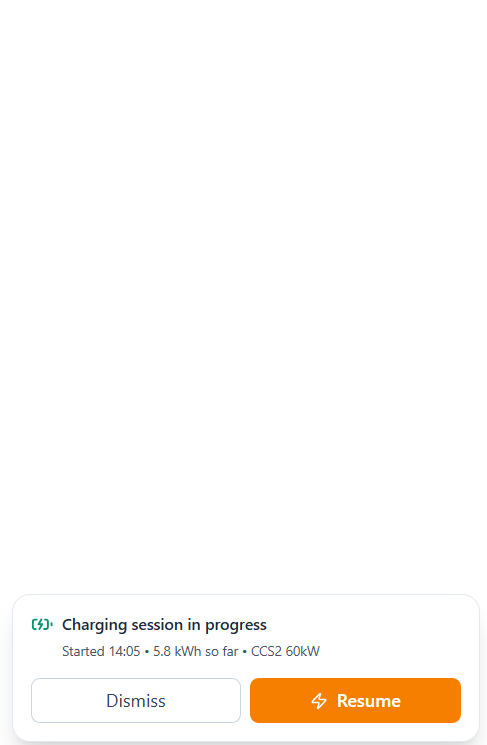 Charging session in progress
Started 14:05 • 5.8 kWh so far • CCS2 60kW
Dismiss
Resume